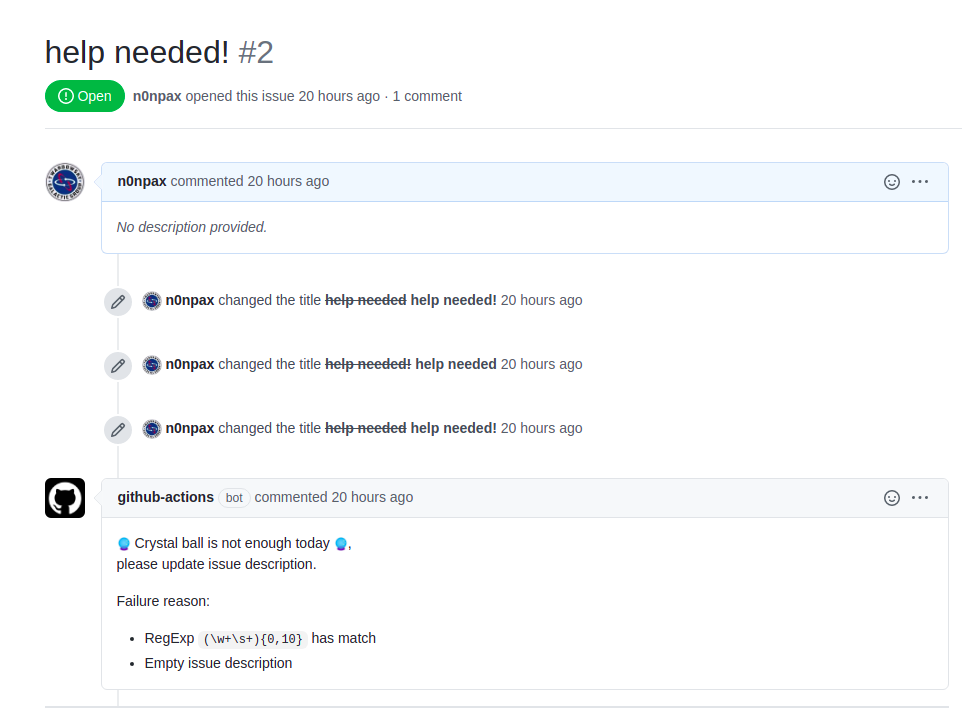 help needed! #2
Open n0npax opened this issue 20 hours ago · 1 comment
n0npax commented 20 hours ago
No description provided.
n0npax changed the title help needed help needed! 20 hours ago
n0npax changed the title help needed! help needed 20 hours ago
n0npax changed the title help needed help needed! 20 hours ago
github-actions bot commented 20 hours ago
🔮 Crystal ball is not enough today 🔮,
please update issue description.
Failure reason:
• RegExp (\w+\s+){0,10} has match
• Empty issue description